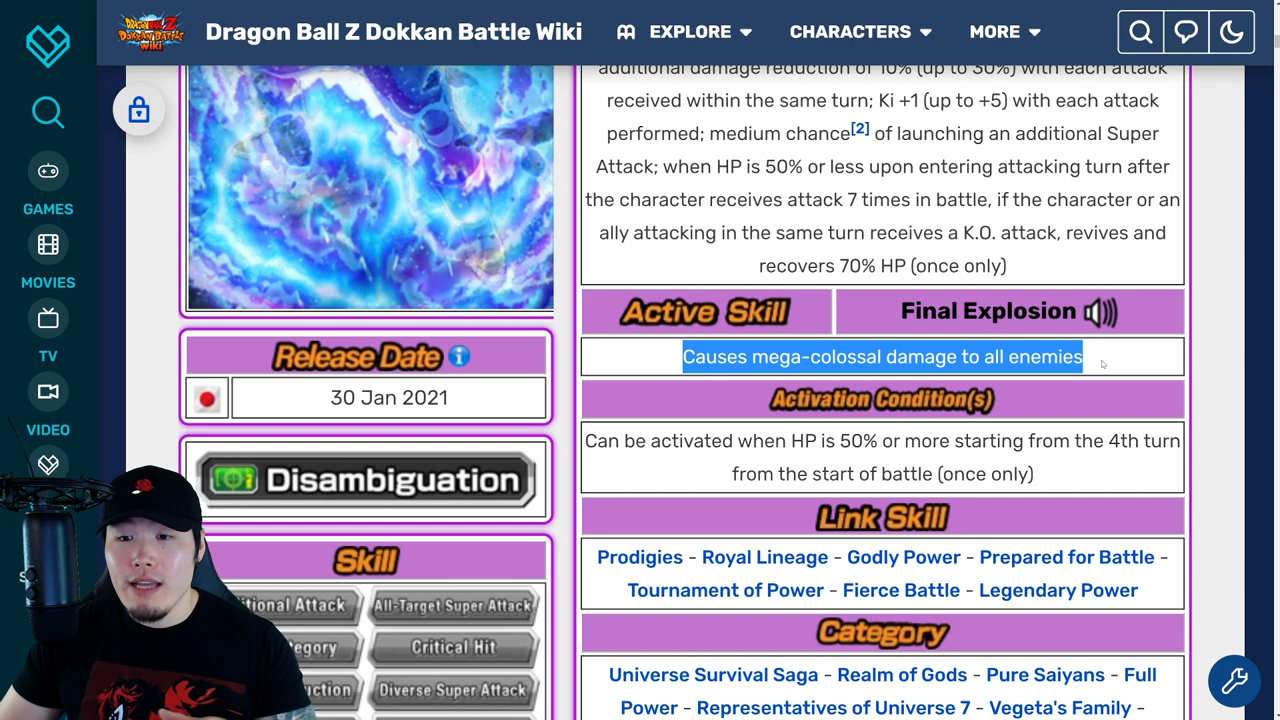 Dragon Ball Z Dokkan Battle Wiki
EXPLORE
CHARACTERS
MORE
GAMES
MOVIES
TV
VIDEO
additional damage reduction of 10% (up to 30%) with each attack
received within the same turn; Ki +1 (up to +5) with each attack
performed; medium chance[2] of launching an additional Super
Attack; when HP is 50% or less upon entering attacking turn after
the character receives attack 7 times in battle, if the character or an
ally attacking in the same turn receives a K.O. attack, revives and
recovers 70% HP (once only)
Active Skill
Final Explosion
Causes mega-colossal damage to all enemies
Activation Condition(s)
Can be activated when HP is 50% or more starting from the 4th turn
from the start of battle (once only)
Link Skill
Prodigies - Royal Lineage - Godly Power - Prepared for Battle -
Tournament of Power - Fierce Battle - Legendary Power
Category
Universe Survival Saga - Realm of Gods - Pure Saiyans - Full
Power - Representatives of Universe 7 - Vegeta's Family -
Release Date
30 Jan 2021
Disambiguation
Skill
itional Attack
All-Target Super Attack
egory
Critical Hit
uction
Diverse Super Attack